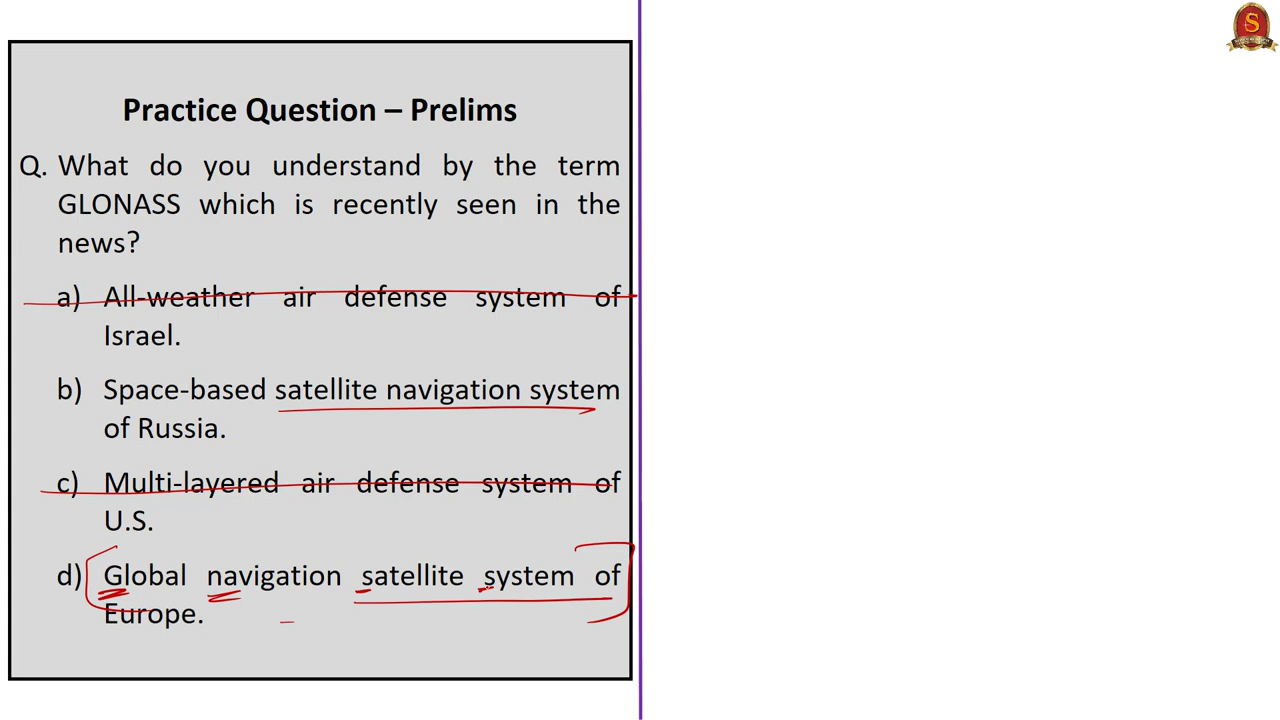 Practice Question – Prelims
Q. What do you understand by the term
GLONASS which is recently seen in the
news?
a) All-weather air defense system of
Israel.
b) Space-based satellite navigation system
of Russia.
c) Multi-layered air defense system of
U.S.
d) Global navigation satellite system of
Europe.
S